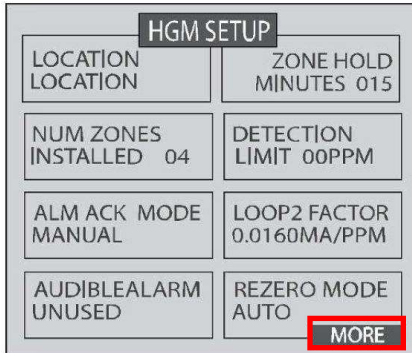 HGM SETUP
LOCATION
LOCATION
ZONE HOLD
MINUTES 015
NUM ZONES
INSTALLED 04
DETECTION
LIMIT 00PPM
ALM ACK MODE
MANUAL
LOOP2 FACTOR
0.0160MA/PPM
AUDIBLEALARM
UNUSED
REZERO MODE
AUTO
MORE